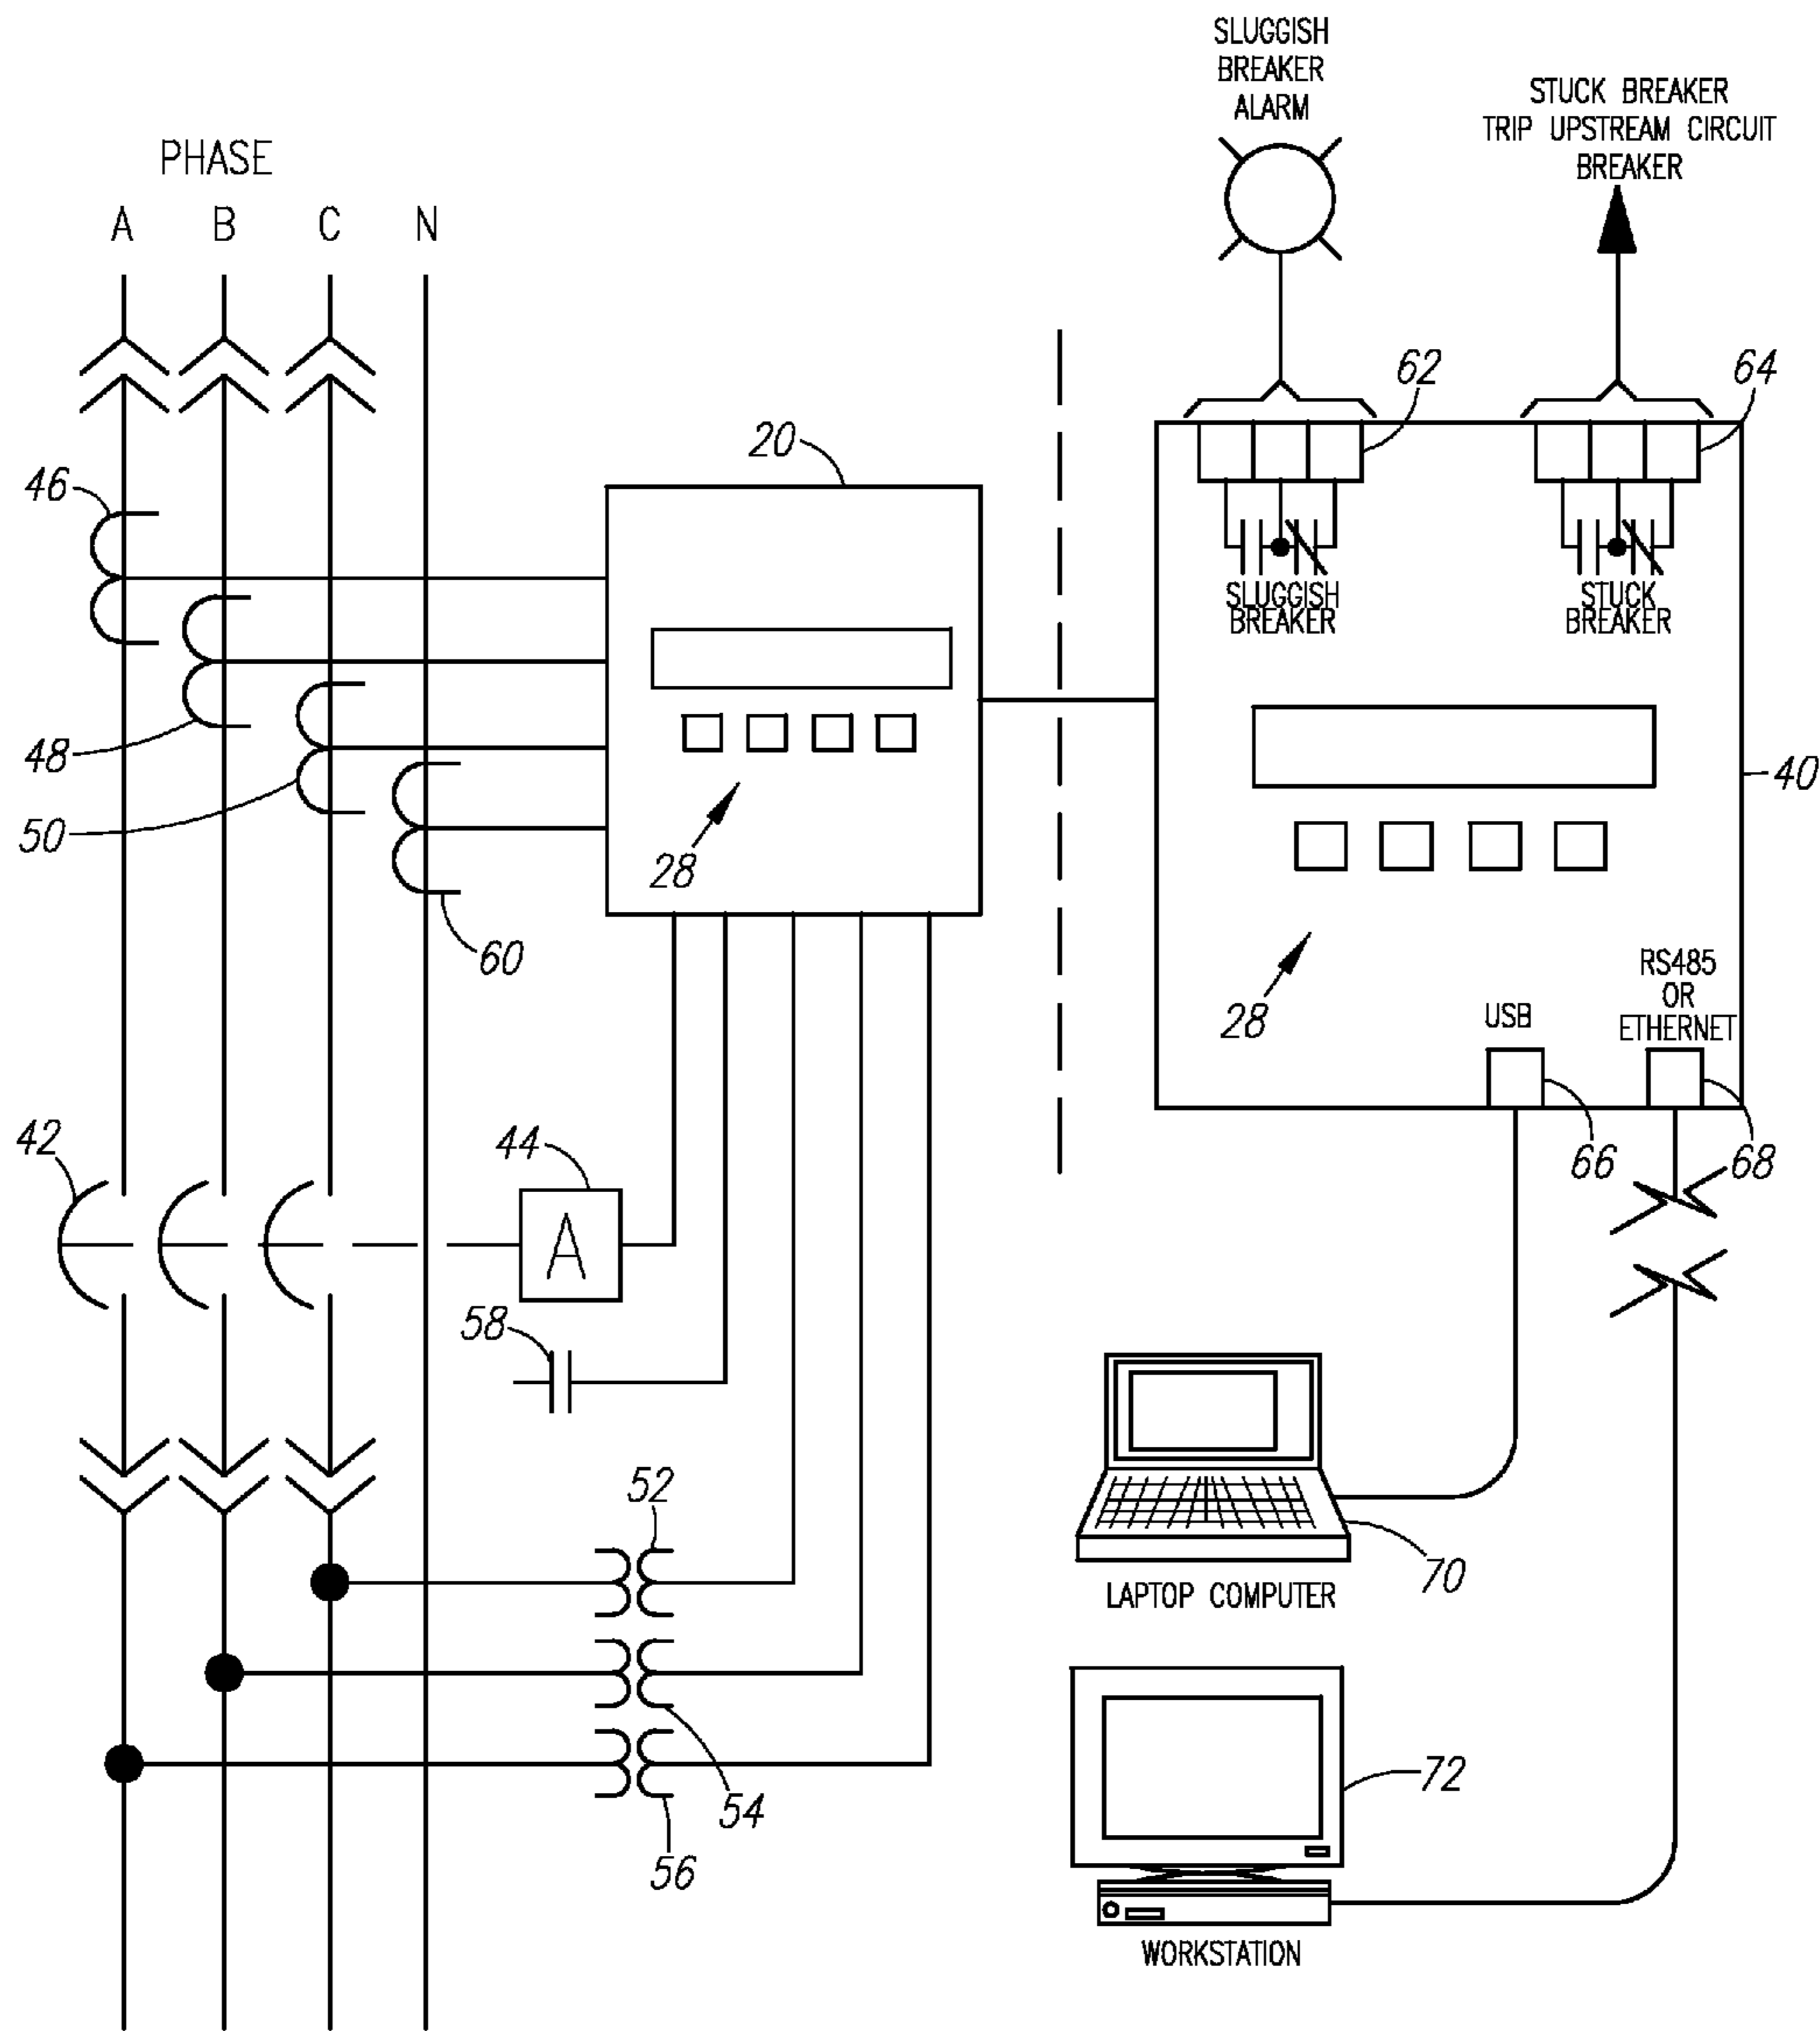 SLUGGISH
BREAKER
ALARM
STUCK BREAKER
TRIP UPSTREAM CIRCUIT
BREAKER
PHASE
A B C N
62
64
20
46
SLUGGISH
BREAKER
STUCK
BREAKER
48
50
40
28
60
28
USB
RS485
OR
ETHERNET
42
44
66
68
A
58
52
70
LAPTOP COMPUTER
54
72
56
WORKSTATION